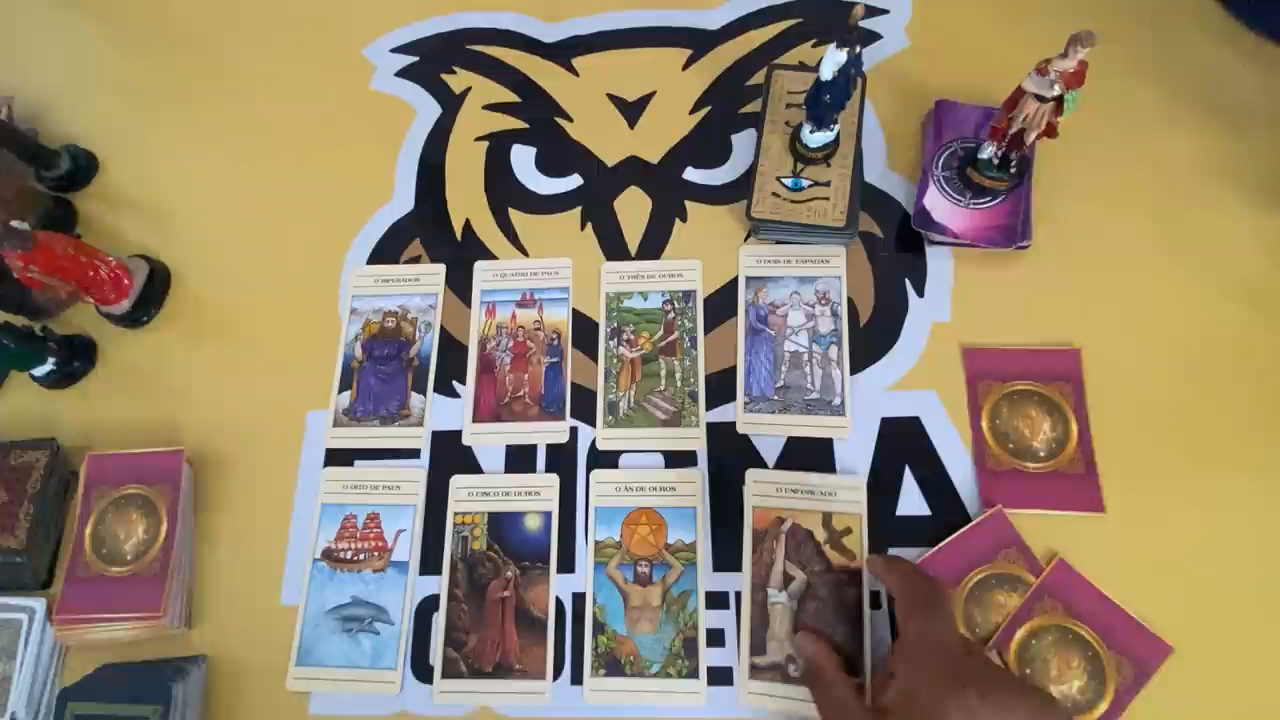 O IMPERADOR
O QUATRO DE PAUS
O TRÊS DE OUROS
O DOIS DE ESPADAS
O OITO DE PAUS
O CINCO DE OUROS
O ÁS DE OUROS
O ENFORCADO
ENIGMA